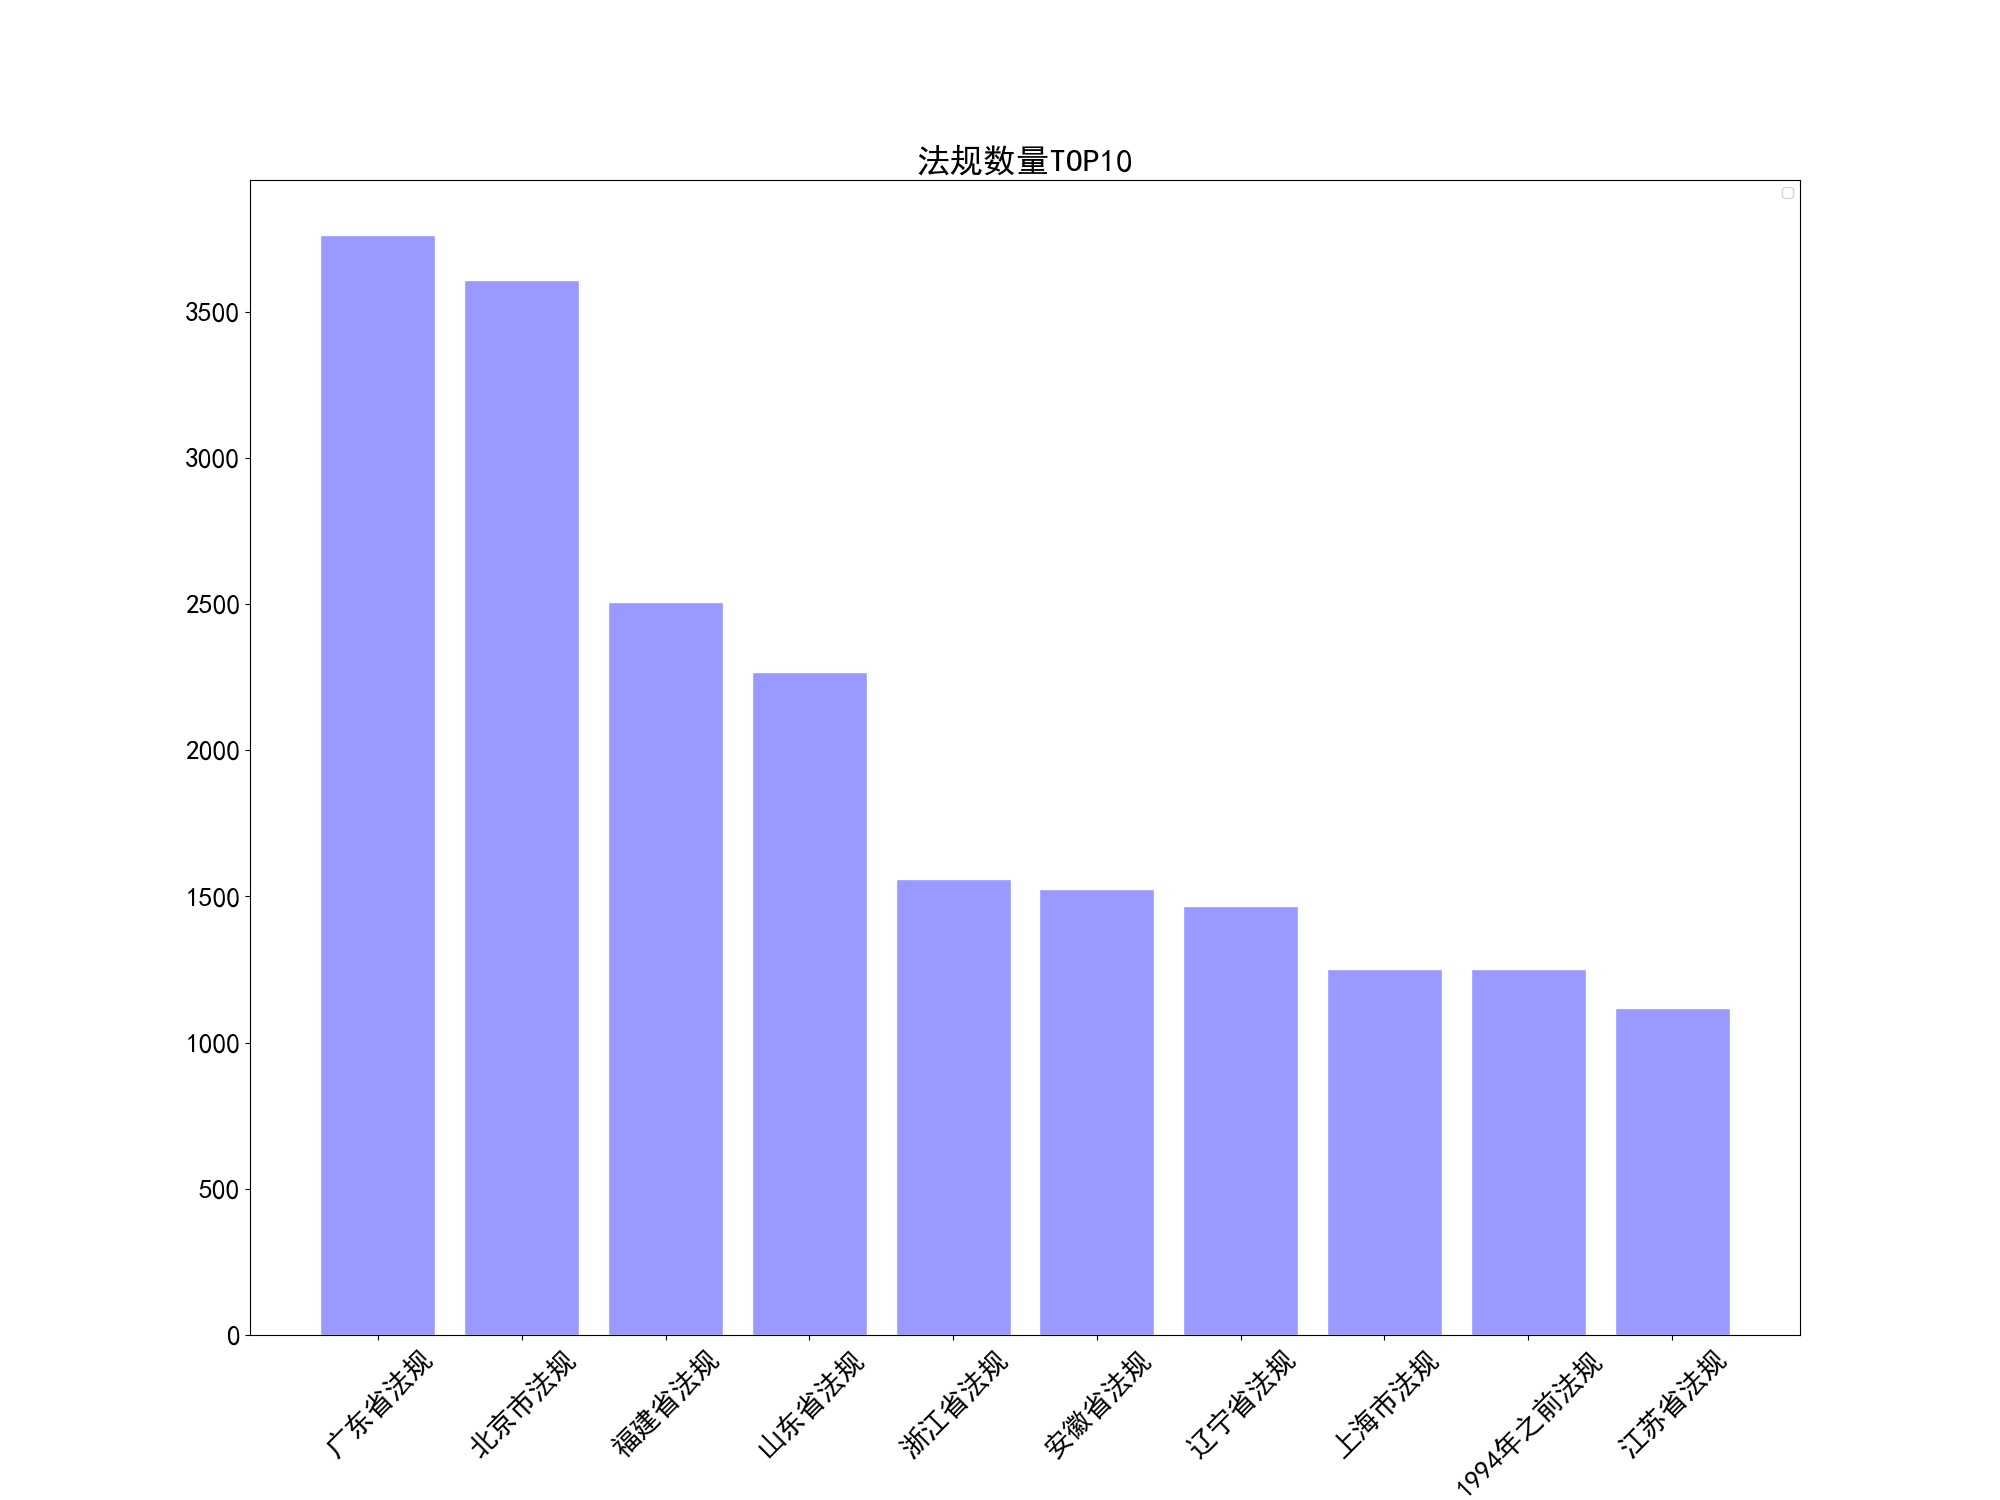 法规数量TOP10
3500
3000
2500
2000
1500
1000
500
0
广东省法规
北京市法规
福建省法规
山东省法规
浙江省法规
安徽省法规
辽宁省法规
上海市法规
1994年之前法规
江苏省法规